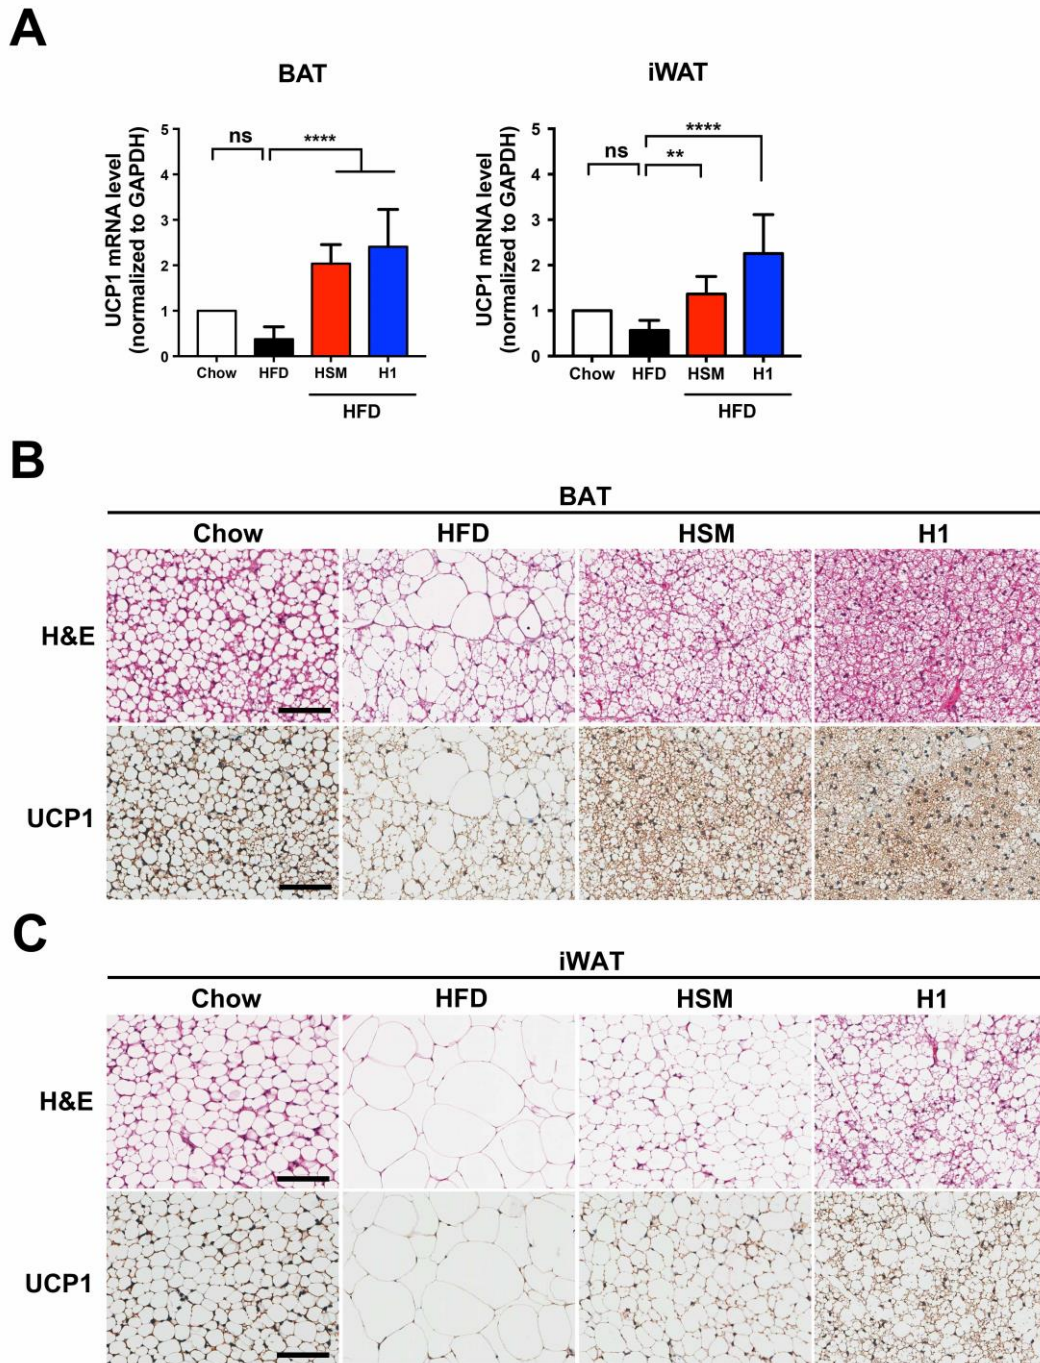 A
BAT
UCP1 mRNA level
(normalized to GAPDH)
5
4
3
2
1
0
ns
****
Chow HFD HSM H1
HFD
iWAT
UCP1 mRNA level
(normalized to GAPDH)
5
4
3
2
1
0
ns
**
****
Chow HFD HSM H1
HFD
B
BAT
Chow HFD HSM H1
H&E
UCP1
C
iWAT
Chow HFD HSM H1
H&E
UCP1